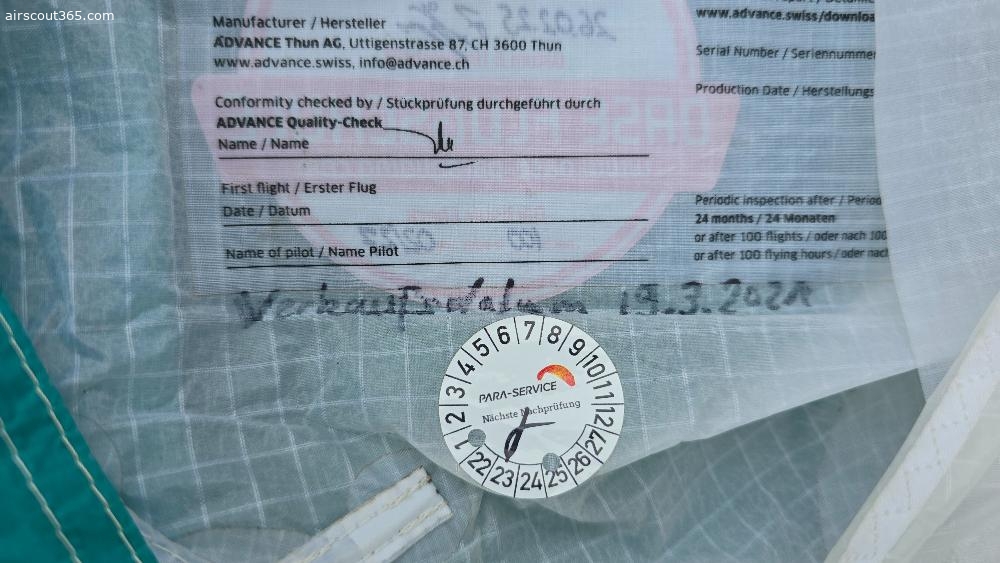 airscout365.com
Manufacturer / Hersteller
ADVANCE Thun AG, Uttigenstrasse 87, CH 3600 Thun
www.advance.swiss, info@advance.ch
Conformity checked by / Stückprüfung durchgeführt durch
ADVANCE Quality-Check
Name / Name
First flight / Erster Flug
Date / Datum
Name of pilot / Name Pilot
www.advance.swiss/downloa
Serial Number / Seriennummer
Production Date / Herstellungs
Periodic inspection after / Period
24 months / 24 Monaten
or after 100 flights / oder nach 100
or after 100 flying hours / oder nach
Verkaufsdatum 19.3.2021
1 2 3 4 5 6 7 8 9 10 11 12
PARA-SERVICE
Nächste Nachprüfung
22 23 24 25 26 27